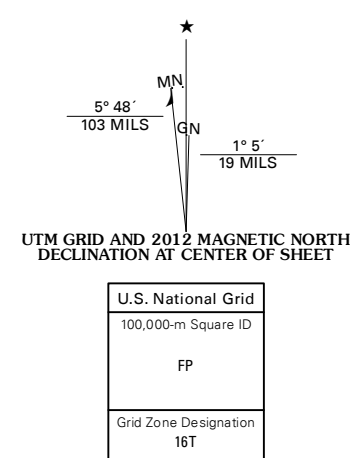 ★
MN.
5° 48´
103 MILS
GN
1° 5´
19 MILS
UTM GRID AND 2012 MAGNETIC NORTH
DECLINATION AT CENTER OF SHEET
U.S. National Grid
100,000-m Square ID
FP
Grid Zone Designation
16T